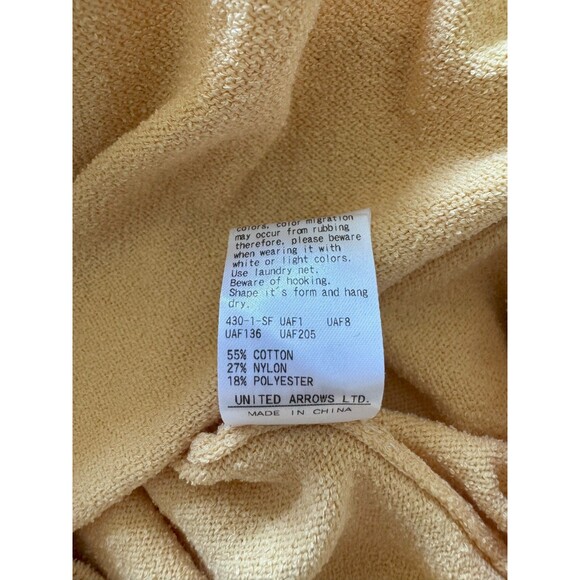 colors, color migration
may occur from rubbing
therefore, please beware
when wearing it with
white or light colors.
Use laundry net.
Beware of hooking.
Shape it's form and hang
dry.
430-1-SF UAF1 UAF8
UAF136 UAF205
55% COTTON
27% NYLON
18% POLYESTER
UNITED ARROWS LTD.
MADE IN CHINA